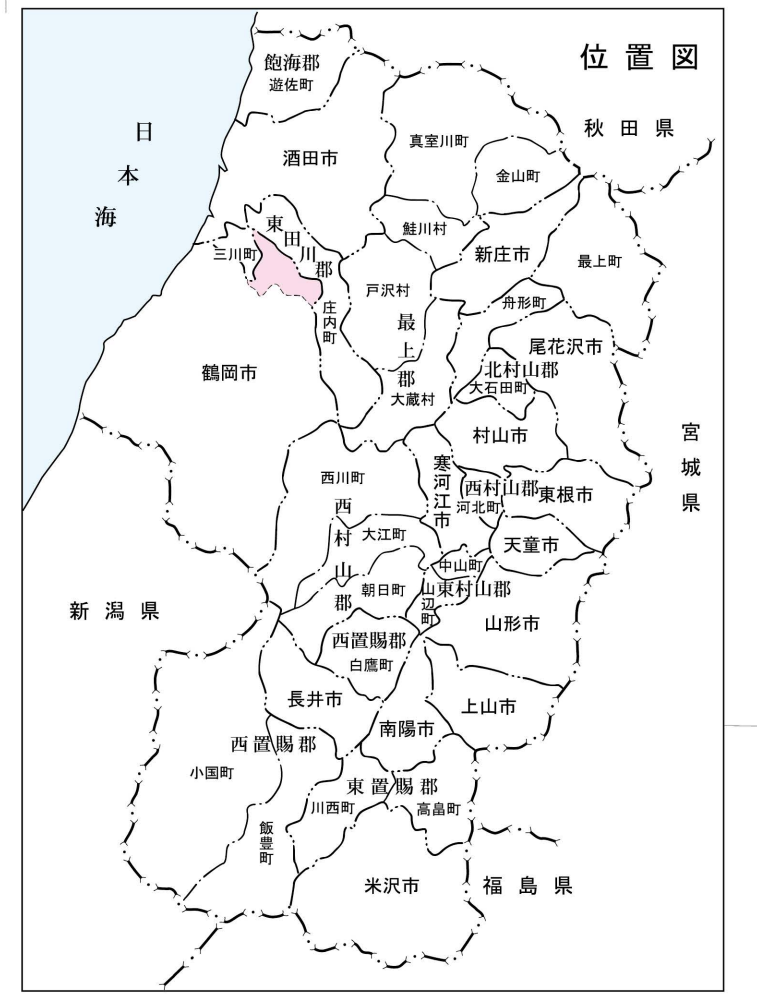 位置図
飽海郡
遊佐町
秋田県
日本海
酒田市
真室川町
金山町
東田川郡
三川町
鮭川村
新庄市
最上町
戸沢村
庄内町
舟形町
最上郡
尾花沢市
北村山郡
大石田町
鶴岡市
大蔵村
村山市
宮城県
寒河江市
西川町
西村山郡
河北町
東根市
西村山郡
大江町
天童市
中山町
朝日町
山辺町
東村山郡
新潟県
山形市
西置賜郡
白鷹町
長井市
上山市
南陽市
西置賜郡
小国町
東置賜郡
川西町
高畠町
飯豊町
米沢市
福島県